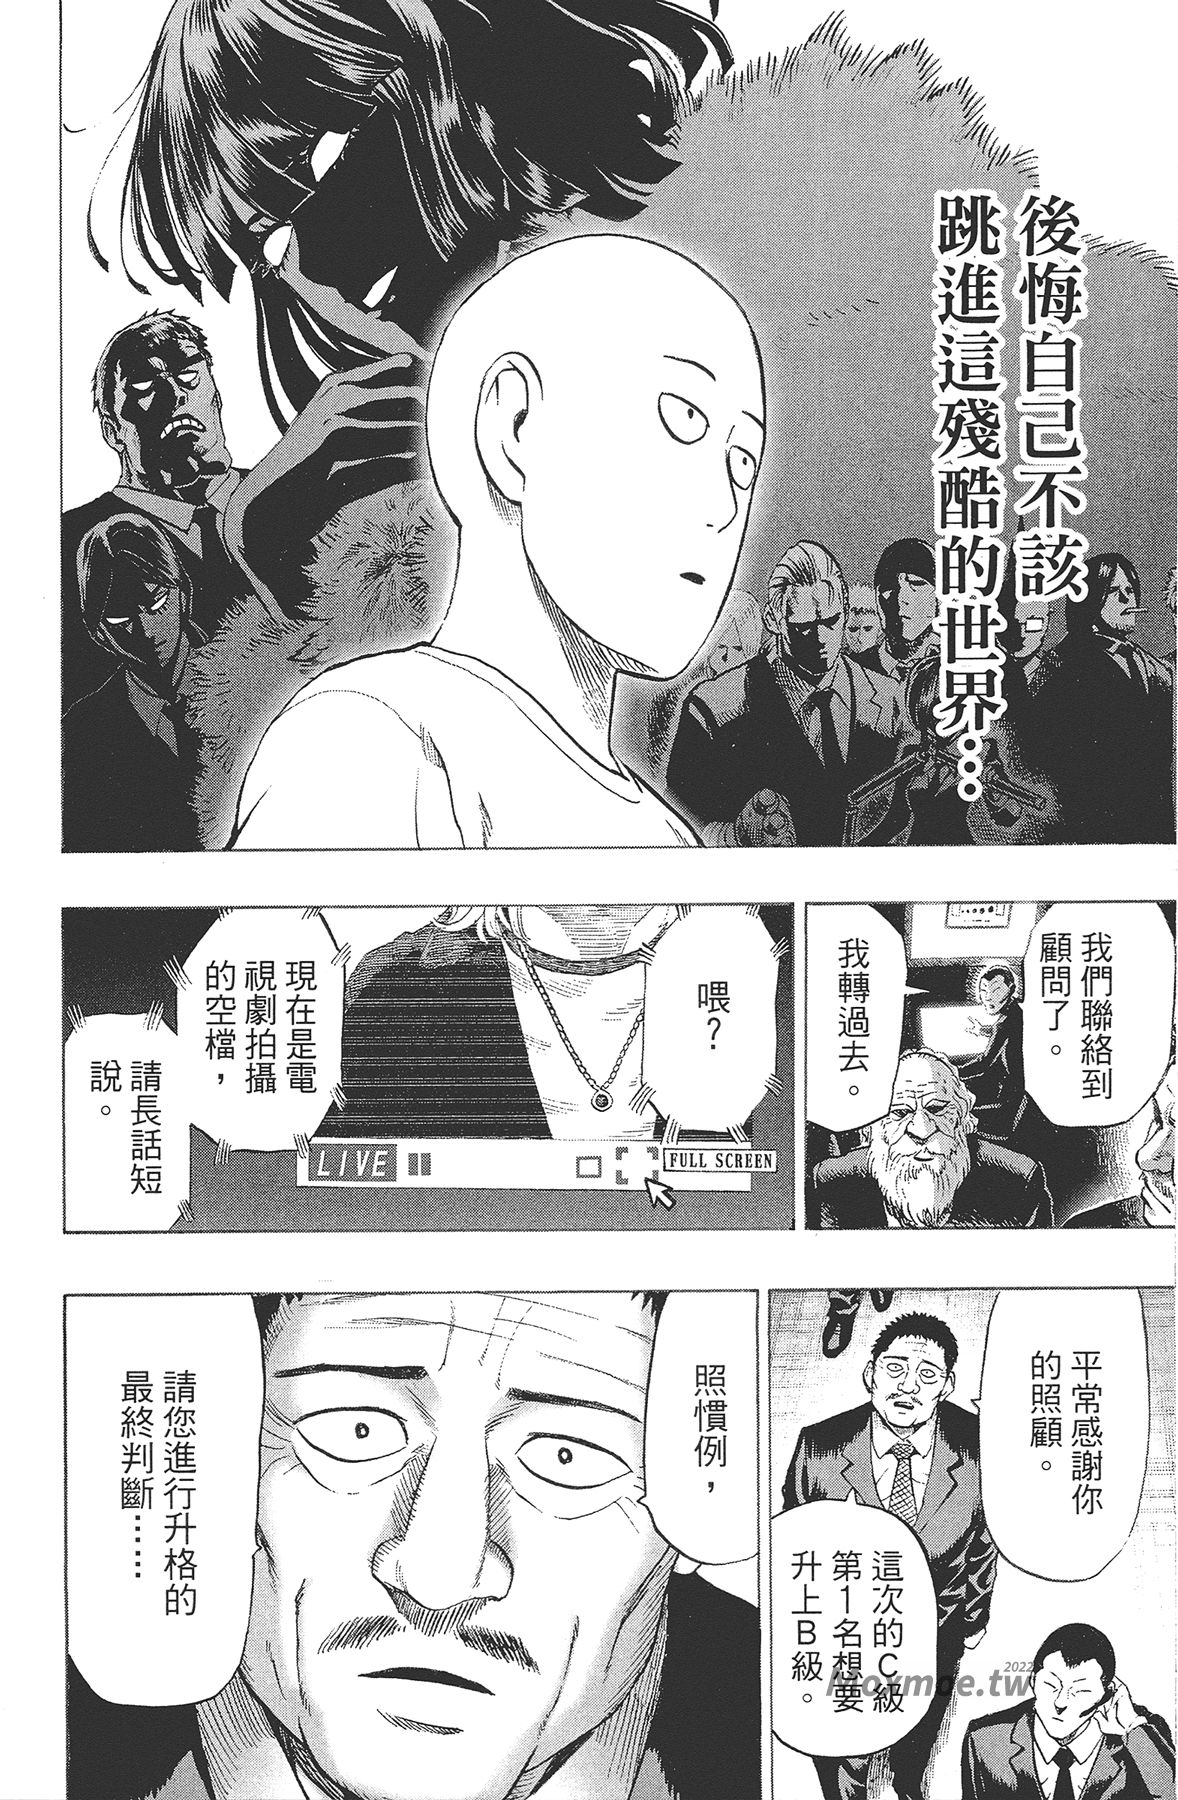 後悔自己不該
跳進這殘酷的世界…
我們聯絡到
顧問了。
我轉過去。
喂？
現在是電
視劇拍攝
的空檔，
請長話短
說。
LIVE
FULL SCREEN
平常感謝你
的照顧。
這次的C級
第1名想要
升上B級。
照慣例，
請您進行升格的
最終判斷……
2022
Moxmoe.tw